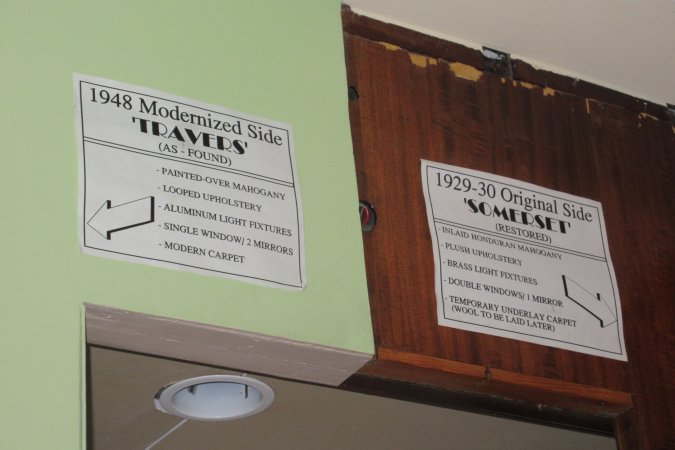 1948 Modernized Side
'TRAVERS'
(AS - FOUND)
- PAINTED-OVER MAHOGANY
- LOOPED UPHOLSTERY
- ALUMINUM LIGHT FIXTURES
- SINGLE WINDOW/ 2 MIRRORS
- MODERN CARPET
1929-30 Original Side
'SOMERSET'
(RESTORED)
- INLAID HONDURAN MAHOGANY
- PLUSH UPHOLSTERY
- BRASS LIGHT FIXTURES
- DOUBLE WINDOWS/ 1 MIRROR
- TEMPORARY UNDERLAY CARPET
(WOOL TO BE LAID LATER)